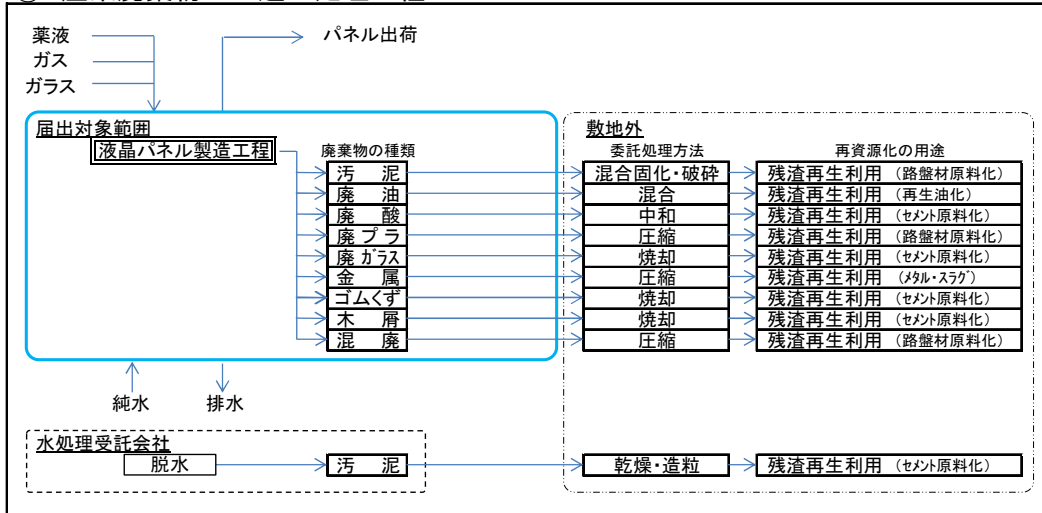 薬液
ガス
ガラス
パネル出荷
届出対象範囲
液晶パネル製造工程
廃棄物の種類
汚 泥
廃 油
廃 酸
廃プラ
廃ガラス
金 属
ゴムくず
木 屑
混 廃
敷地外
委託処理方法 再資源化の用途
混合固化・破砕 残渣再生利用 (路盤材原料化)
混合 残渣再生利用 (再生油化)
中和 残渣再生利用 (セメント原料化)
圧縮 残渣再生利用 (路盤材原料化)
焼却 残渣再生利用 (セメント原料化)
圧縮 残渣再生利用 (メタル・スラグ)
焼却 残渣再生利用 (セメント原料化)
焼却 残渣再生利用 (セメント原料化)
圧縮 残渣再生利用 (路盤材原料化)
純水 排水
水処理受託会社
脱水 汚 泥 乾燥・造粒 残渣再生利用 (セメント原料化)